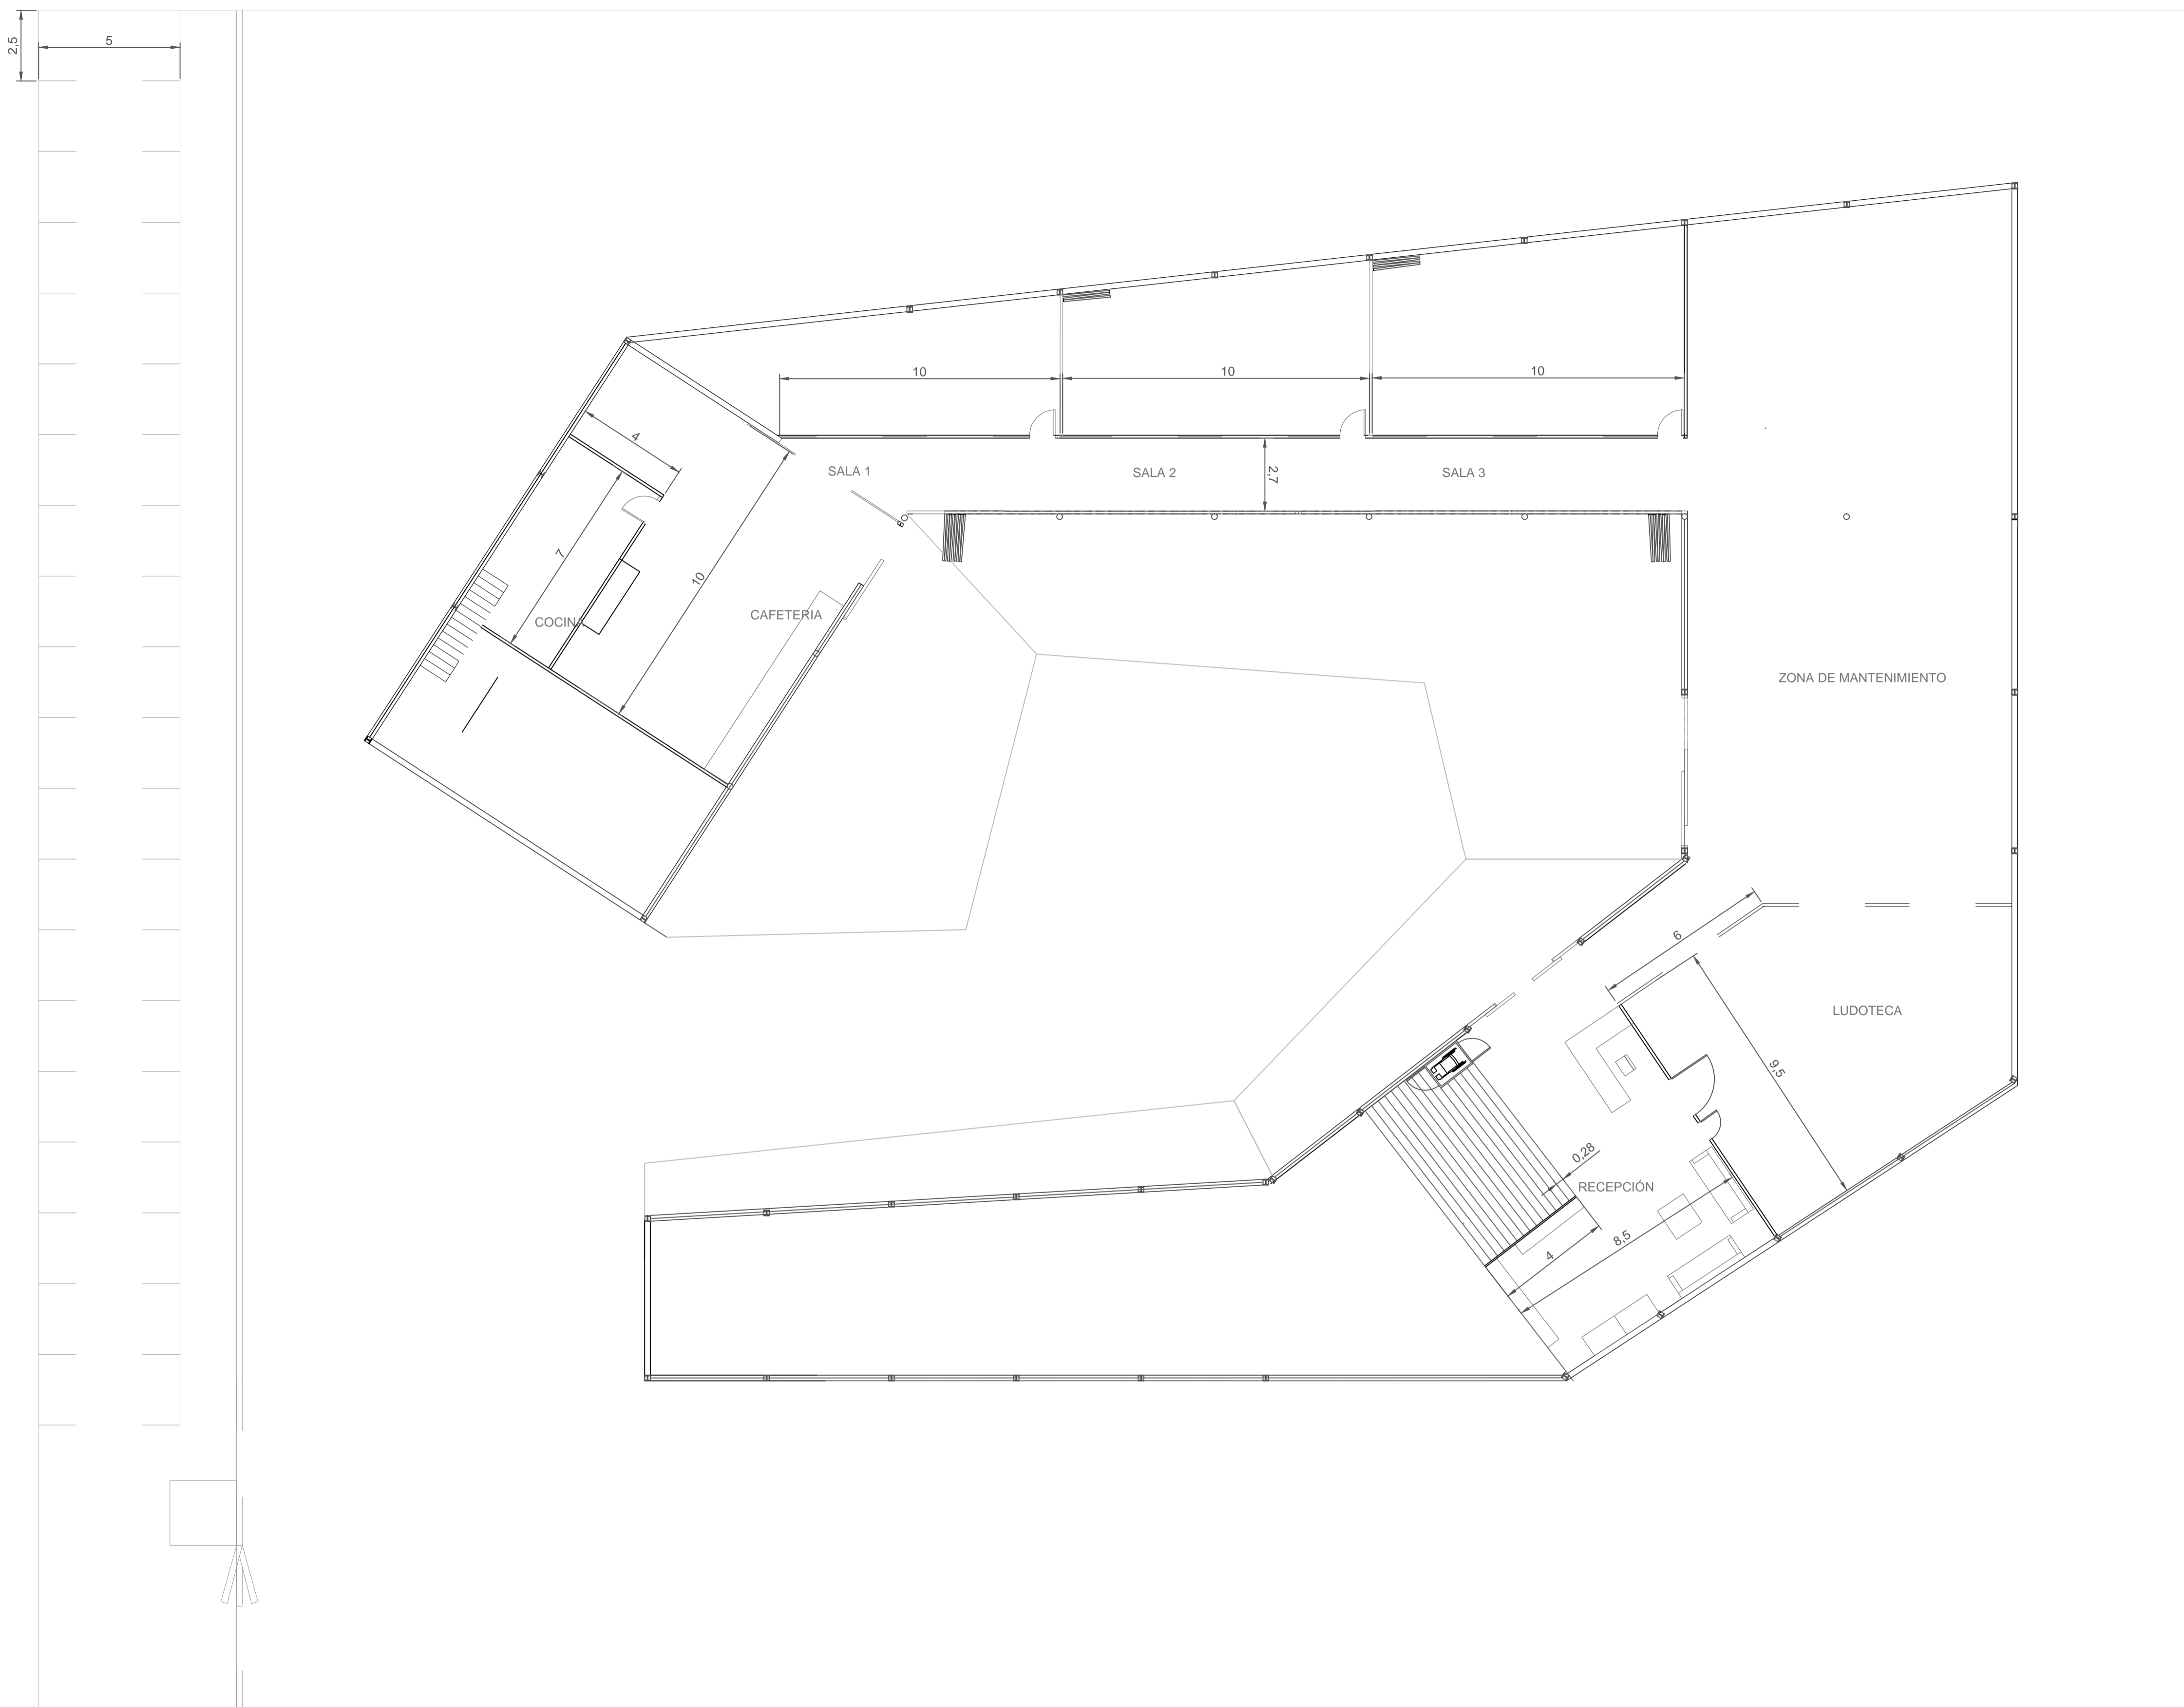 2,5
5
10
10
10
4
SALA 1
SALA 2
2,7
SALA 3
7
10
COCINA
CAFETERIA
ZONA DE MANTENIMIENTO
6
LUDOTECA
9,5
0,28
RECEPCIÓN
8,5
4